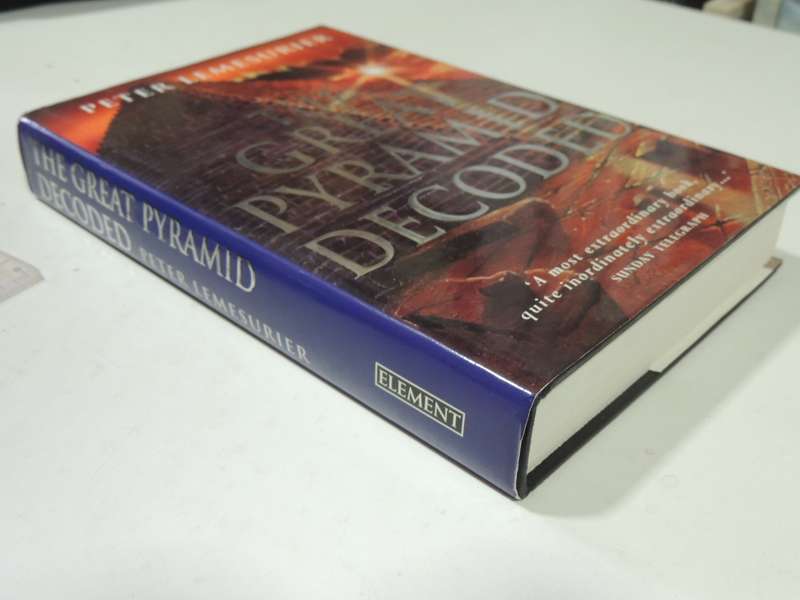 PETER LEMESURIER
GREAT
PYRAMID
DECODED
'A most extraordinary book,
quite inordinately extraordinary...'
SUNDAY TELEGRAPH
THE GREAT PYRAMID
DECODED PETER LEMESURIER
ELEMENT